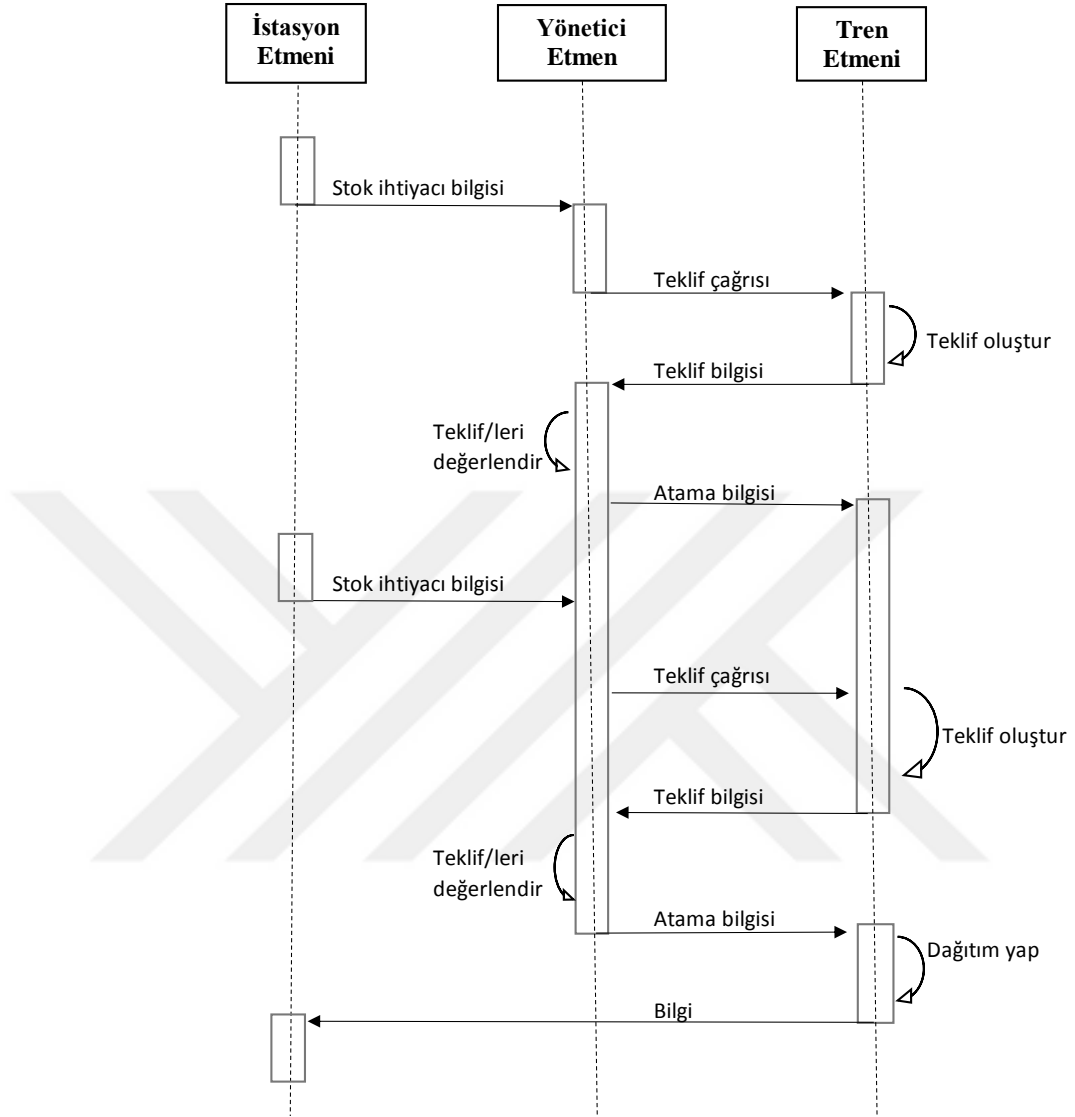 İstasyon
Etmeni
Yönetici
Etmen
Tren
Etmeni
Stok ihtiyacı bilgisi
Teklif çağrısı
Teklif oluştur
Teklif bilgisi
Teklif/leri
değerlendir
Atama bilgisi
Stok ihtiyacı bilgisi
Teklif çağrısı
Teklif oluştur
Teklif bilgisi
Teklif/leri
değerlendir
Atama bilgisi
Dağıtım yap
Bilgi